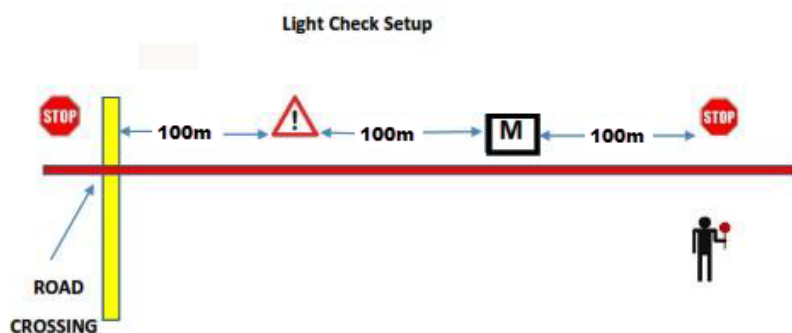 Light Check Setup
STOP
100m
!
100m
M
100m
STOP
ROAD
CROSSING